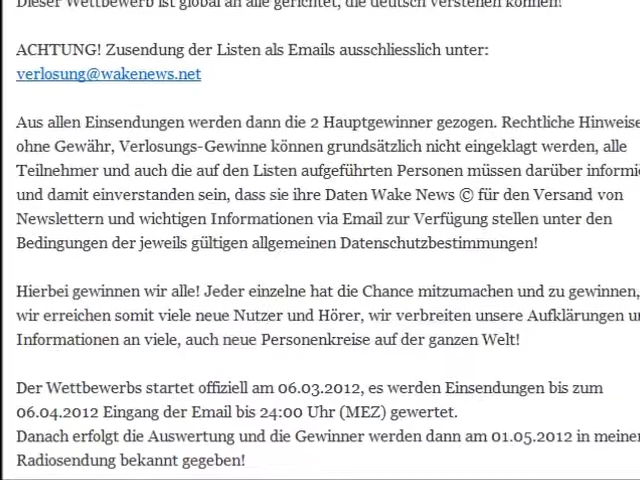 Dieser Wettbewerb ist global an alle gerichtet, die deutsch verstehen können!
ACHTUNG! Zusendung der Listen als Emails ausschliesslich unter:
verlosung@wakenews.net
Aus allen Einsendungen werden dann die 2 Hauptgewinner gezogen. Rechtliche Hinweise
ohne Gewähr, Verlosungs-Gewinne können grundsätzlich nicht eingeklagt werden, alle
Teilnehmer und auch die auf den Listen aufgeführten Personen müssen darüber informi
und damit einverstanden sein, dass sie ihre Daten Wake News © für den Versand von
Newslettern und wichtigen Informationen via Email zur Verfügung stellen unter den
Bedingungen der jeweils gültigen allgemeinen Datenschutzbestimmungen!
Hierbei gewinnen wir alle! Jeder einzelne hat die Chance mitzumachen und zu gewinnen,
wir erreichen somit viele neue Nutzer und Hörer, wir verbreiten unsere Aufklärungen u
Informationen an viele, auch neue Personenkreise auf der ganzen Welt!
Der Wettbewerbs startet offiziell am 06.03.2012, es werden Einsendungen bis zum
06.04.2012 Eingang der Email bis 24:00 Uhr (MEZ) gewertet.
Danach erfolgt die Auswertung und die Gewinner werden dann am 01.05.2012 in meine
Radiosendung bekannt gegeben!